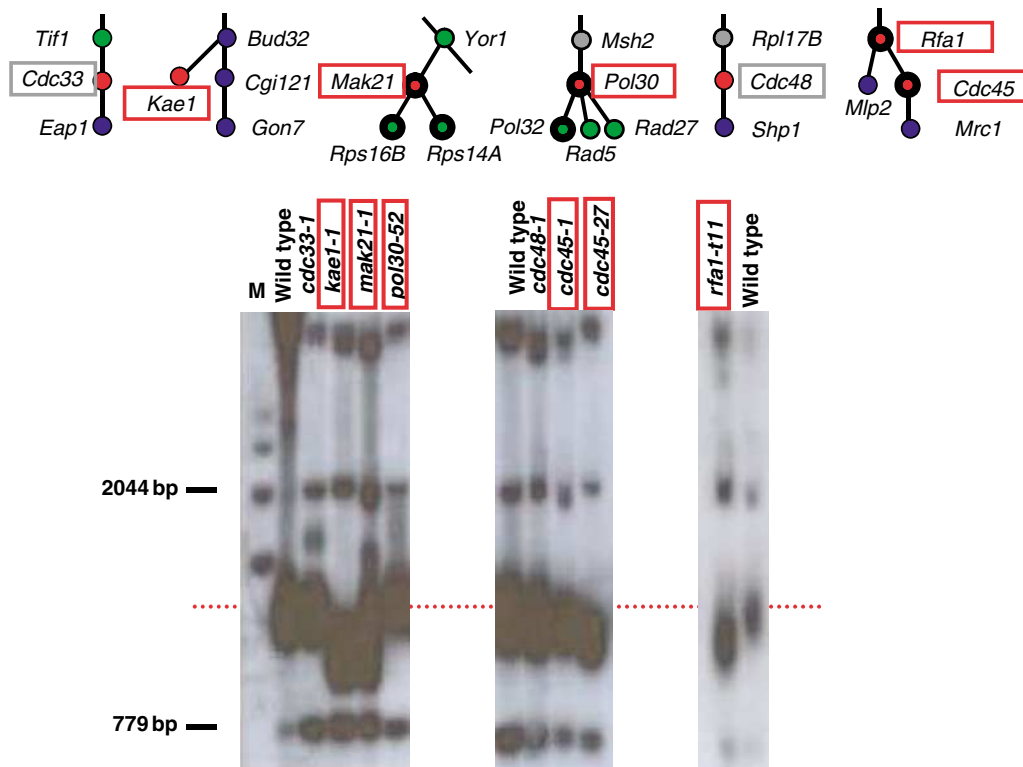 Tif1
Cdc33
Eap1
Bud32
Kae1
Cgi121
Gon7
Yor1
Mak21
Rps16B Rps14A
Msh2
Pol30
Pol32
Rad27
Rad5
Rpl17B
Cdc48
Shp1
Rfa1
Mlp2
Cdc45
Mrc1
M
Wild type
cdc33-1
kae1-1
mak21-1
pol30-52
Wild type
cdc48-1
cdc45-1
cdc45-27
rfa1-t11
Wild type
2044 bp
779 bp